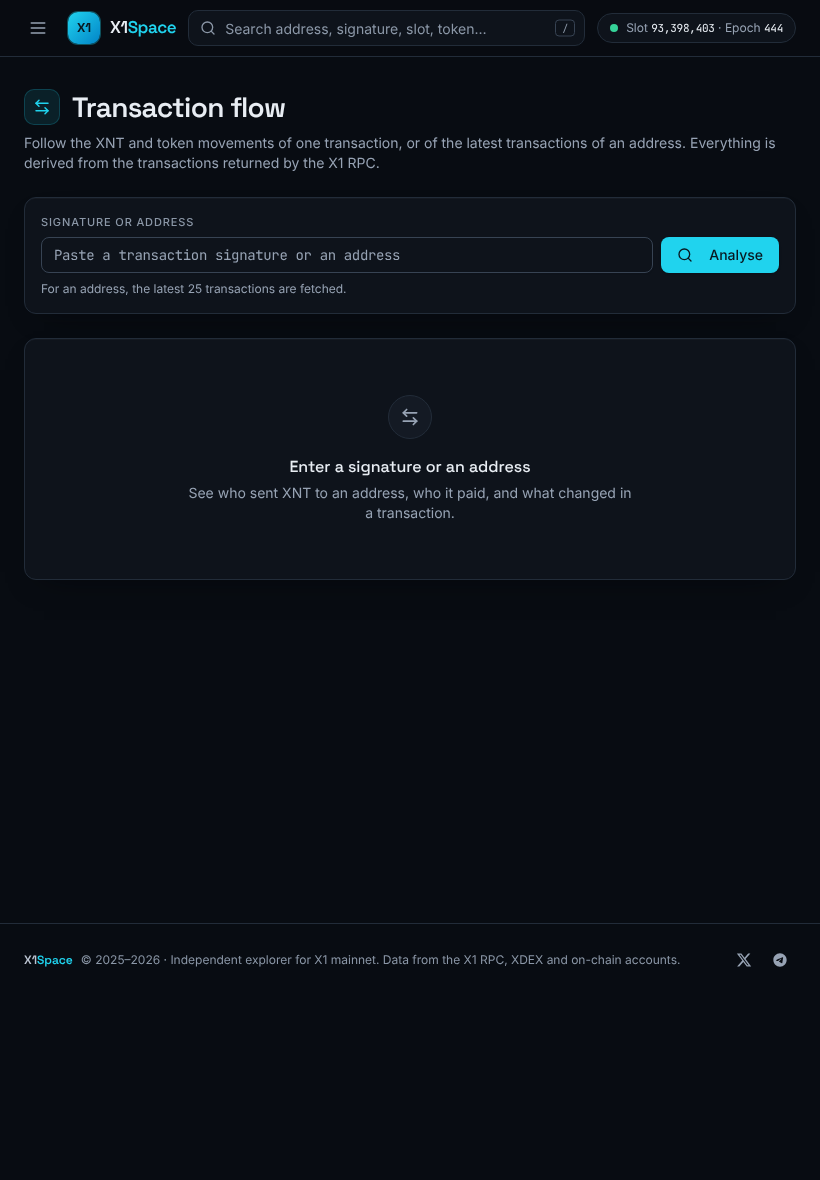 X1 X1Space Search address, signature, slot, token... / Slot 93,398,403 · Epoch 444
Transaction flow
Follow the XNT and token movements of one transaction, or of the latest transactions of an address. Everything is
derived from the transactions returned by the X1 RPC.
SIGNATURE OR ADDRESS
Paste a transaction signature or an address Analyse
For an address, the latest 25 transactions are fetched.
Enter a signature or an address
See who sent XNT to an address, who it paid, and what changed in
a transaction.
X1Space © 2025–2026 · Independent explorer for X1 mainnet. Data from the X1 RPC, XDEX and on-chain accounts.